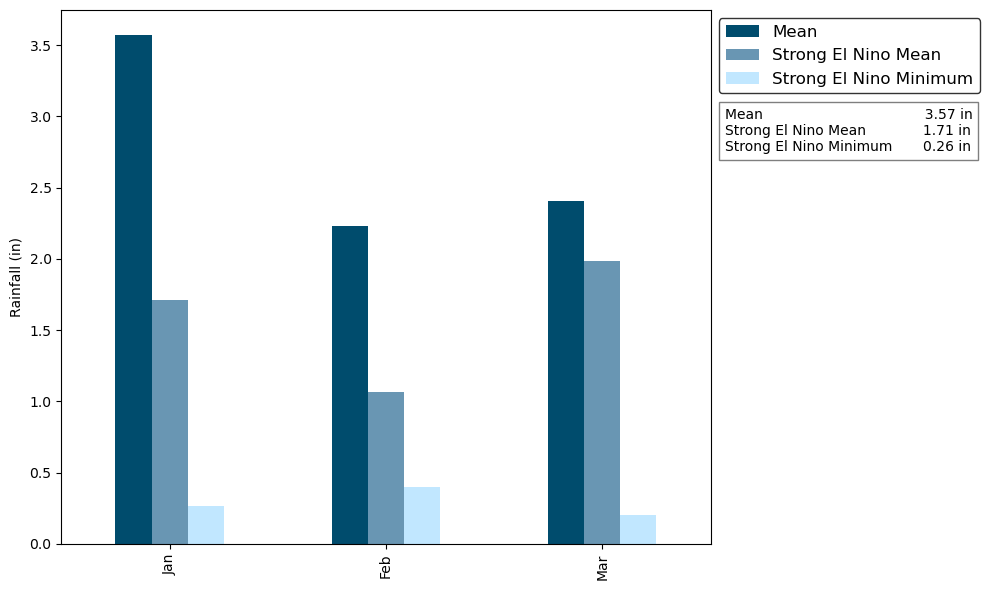 3.5
3.0
2.5
2.0
1.5
1.0
0.5
0.0
Rainfall (in)
Jan
Feb
Mar
Mean
Strong El Nino Mean
Strong El Nino Minimum
Mean 3.57 in
Strong El Nino Mean 1.71 in
Strong El Nino Minimum 0.26 in